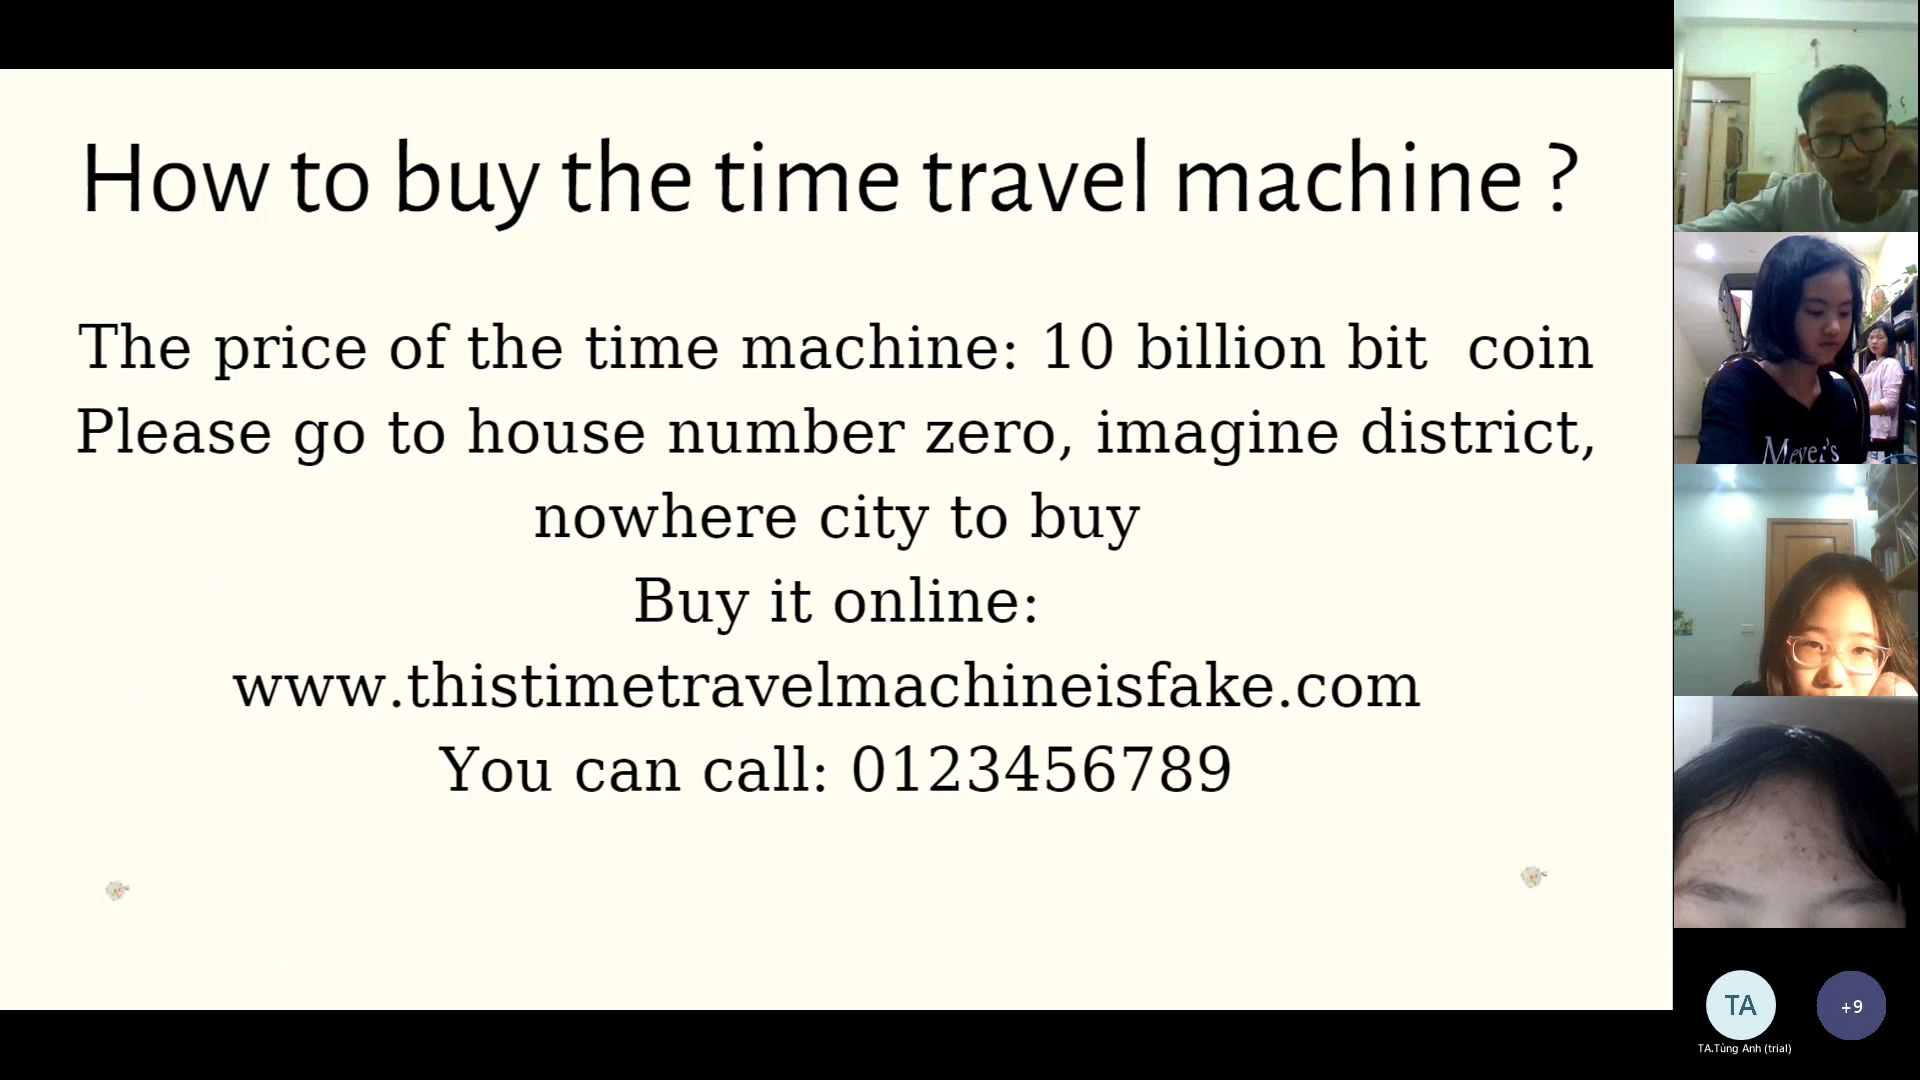 How to buy the time travel machine ?
The price of the time machine: 10 billion bit  coin
Please go to house number zero, imagine district,
nowhere city to buy
Buy it online:
www.thistimetravelmachineisfake.com
You can call: 0123456789
Meyer's
TA
+9
TA.Tùng Anh (trial)